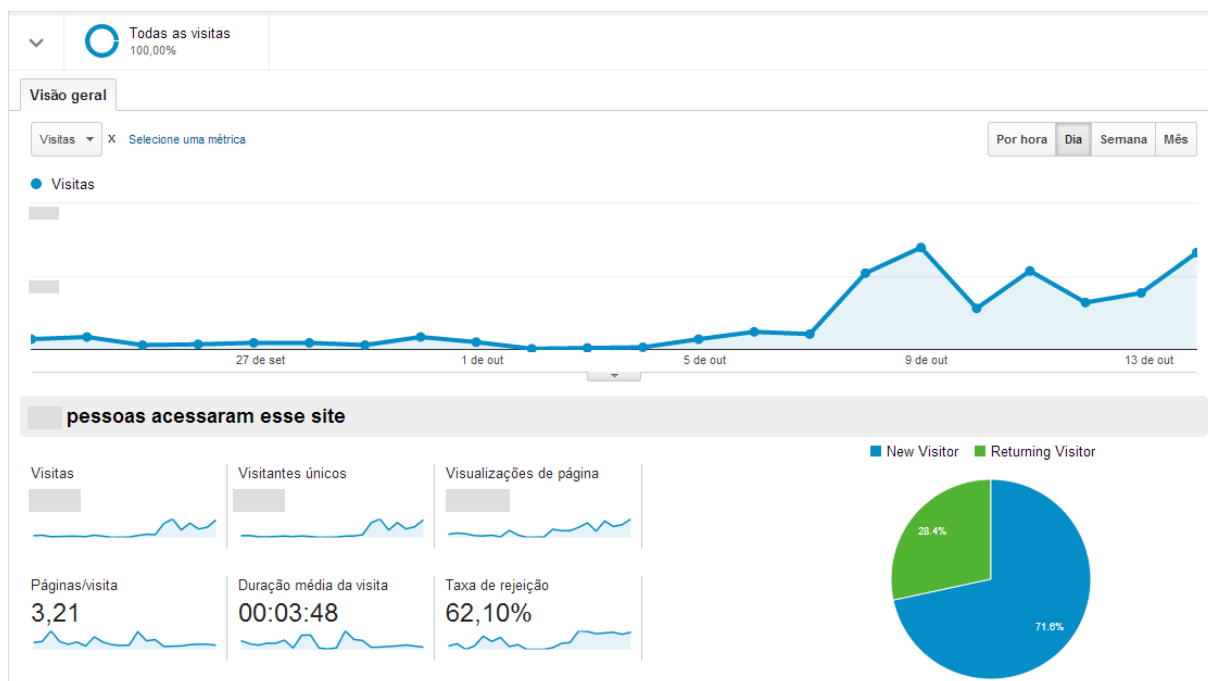 Todas as visitas
100,00%
Visão geral
Visitas X Selecione uma métrica
Por hora Dia Semana Mês
Visitas
27 de set 1 de out 5 de out 9 de out 13 de out
pessoas acessaram esse site
New Visitor Returning Visitor
Visitas Visitantes únicos Visualizações de página
28.4%
71.6%
Páginas/visita Duração média da visita Taxa de rejeição
3,21 00:03:48 62,10%